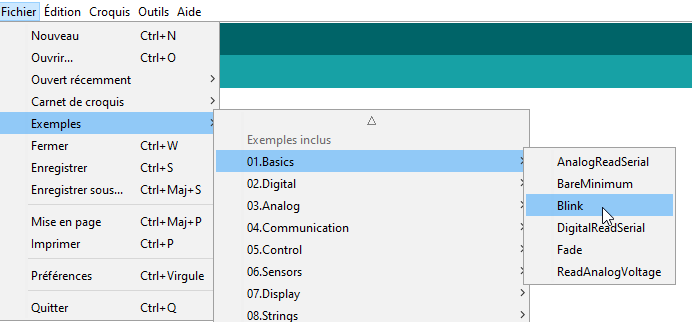 Fichier Édition Croquis Outils Aide
Nouveau Ctrl+N
Ouvrir... Ctrl+O
Ouvert récemment
Carnet de croquis
Exemples
Fermer Ctrl+W
Enregistrer Ctrl+S
Enregistrer sous... Ctrl+Maj+S
Mise en page Ctrl+Maj+P
Imprimer Ctrl+P
Préférences Ctrl+Virgule
Quitter Ctrl+Q
Exemples inclus
01.Basics
02.Digital
03.Analog
04.Communication
05.Control
06.Sensors
07.Display
08.Strings
AnalogReadSerial
BareMinimum
Blink
DigitalReadSerial
Fade
ReadAnalogVoltage